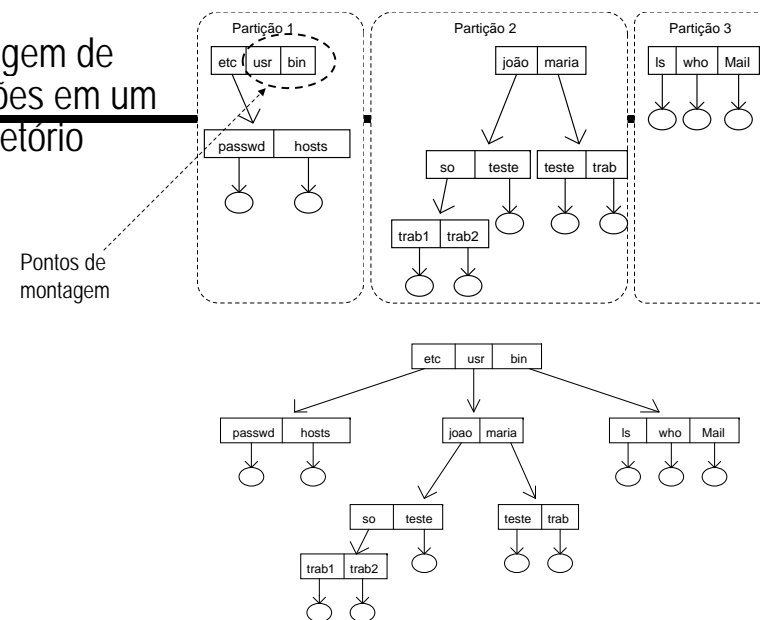 gem de
ões em um
etório
Pontos de
montagem
Partição 1
etc usr bin
passwd hosts
Partição 2
joão maria
so teste teste trab
trab1 trab2
Partição 3
ls who Mail
etc usr bin
passwd hosts joao maria ls who Mail
so teste teste trab
trab1 trab2